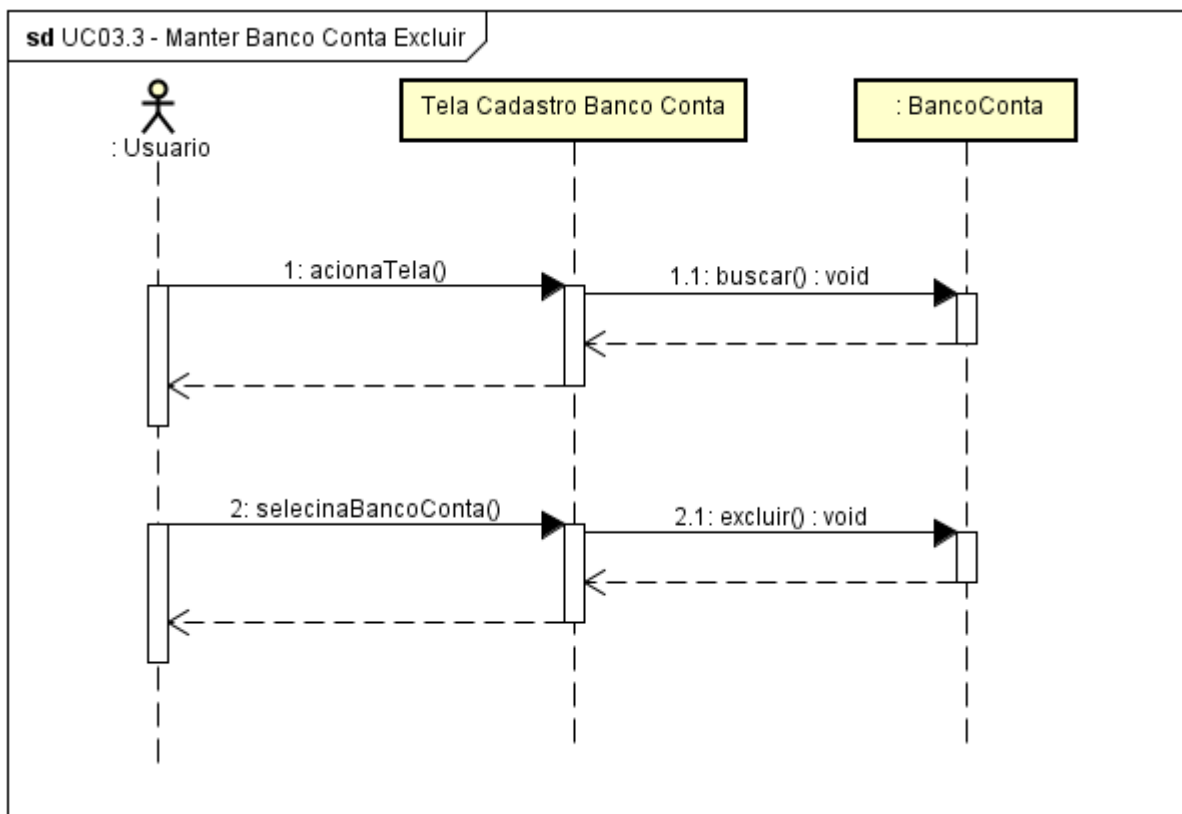 sd UC03.3 - Manter Banco Conta Excluir
: Usuario
Tela Cadastro Banco Conta
: BancoConta
1: acionaTela()
1.1: buscar() : void
2: selecinaBancoConta()
2.1: excluir() : void